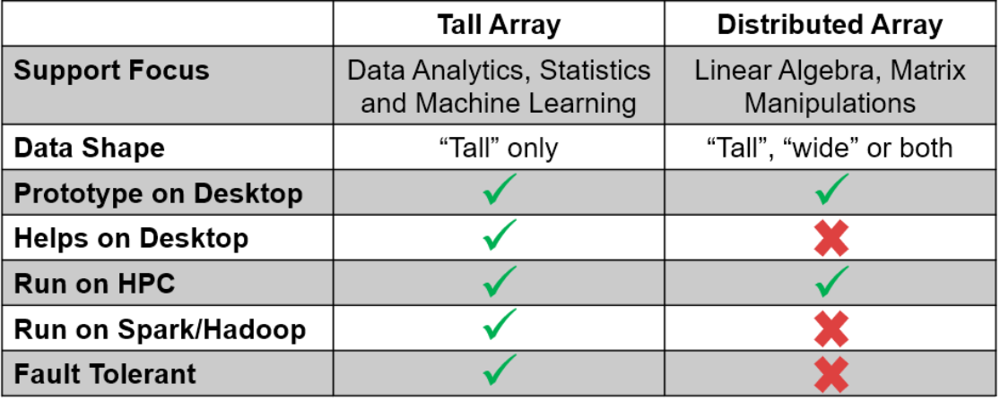 Tall Array Distributed Array
Support Focus Data Analytics, Statistics Linear Algebra, Matrix
and Machine Learning Manipulations
Data Shape “Tall” only “Tall”, “wide” or both
Prototype on Desktop ✓ ✓
Helps on Desktop ✓ ✖
Run on HPC ✓ ✓
Run on Spark/Hadoop ✓ ✖
Fault Tolerant ✓ ✖